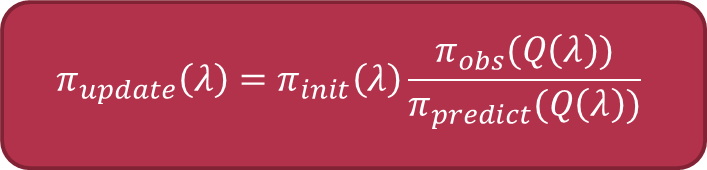 π_update(λ) = π_init(λ) π_obs(Q(λ)) / π_predict(Q(λ))